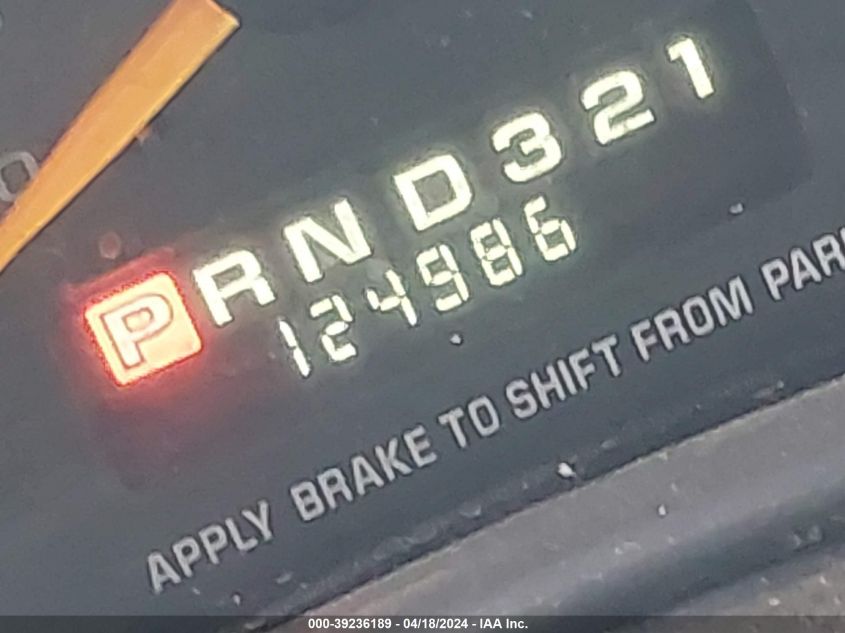 PRND321
124986
APPLY BRAKE TO SHIFT FROM PAR
000-39236189 - 04/18/2024 - IAA Inc.